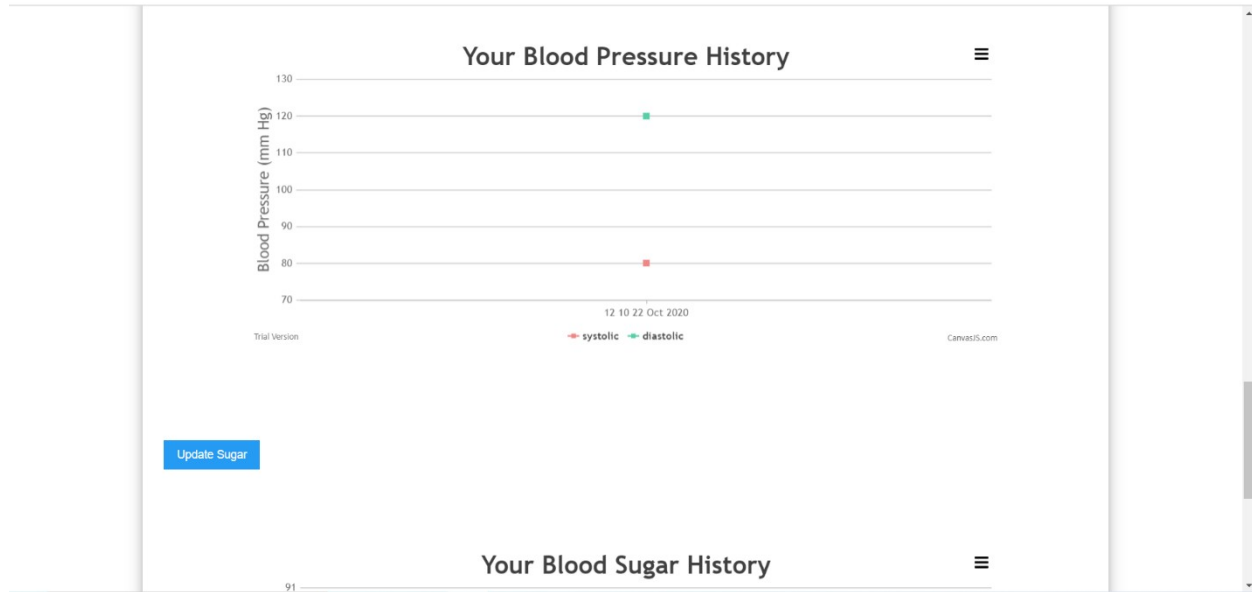 Your Blood Pressure History
130
120
110
100
90
80
70
Blood Pressure (mm Hg)
12 10 22 Oct 2020
systolic diastolic
Trial Version
CanvasJS.com
Update Sugar
Your Blood Sugar History
91